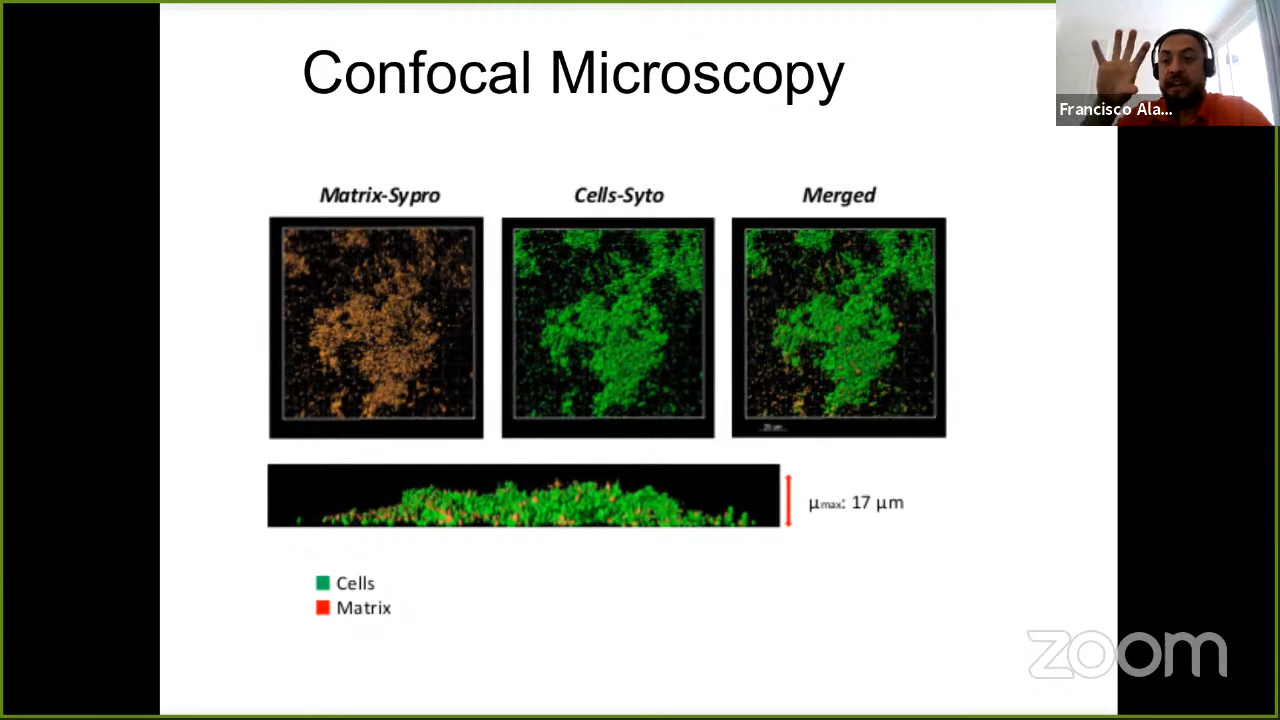 Confocal Microscopy
Francisco Ala...
Matrix-Sypro
Cells-Syto
Merged
μmax: 17 μm
Cells
Matrix
zoom